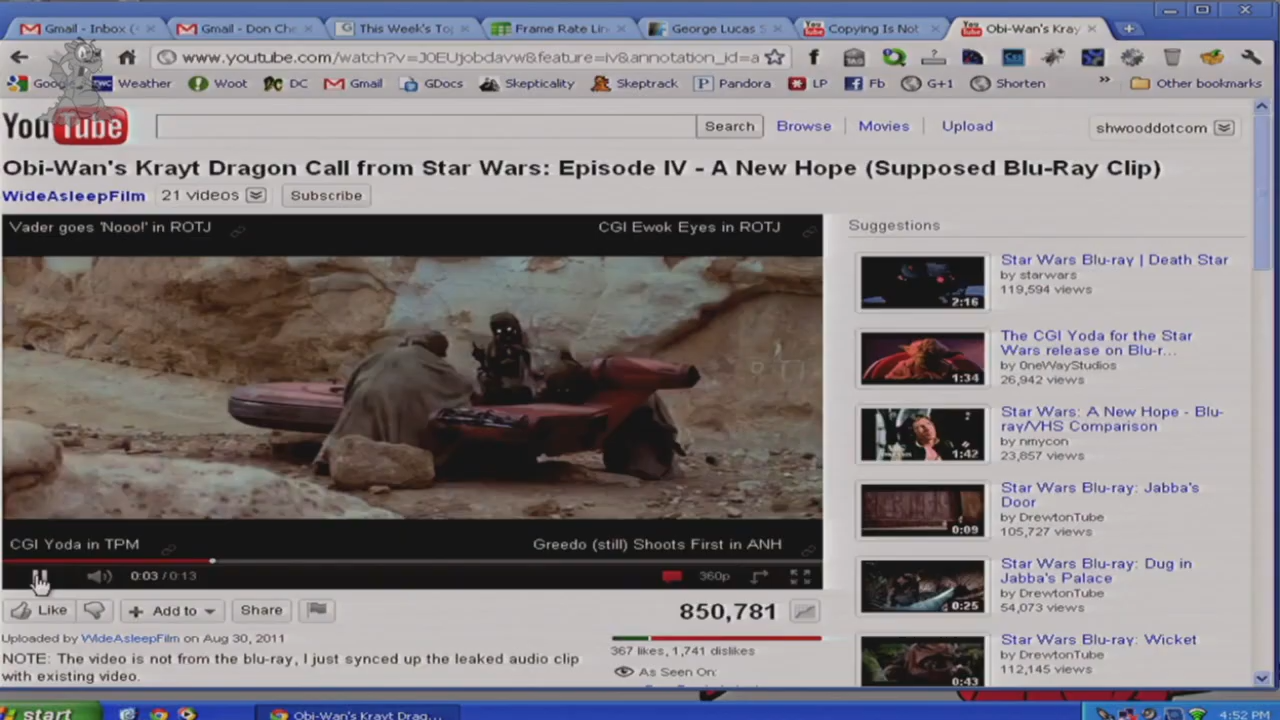 Gmail - Inbox (
Gmail - Don Che
This Week's To
Frame Rate Lin
George Lucas S
Copying Is Not
Obi-Wan's Kray
www.youtube.com/watch?v=J0EUjobdavw&feature=iv&annotation_id=a
Goo
Weather
Woot
DC
Gmail
GDocs
Skepticality
Skeptrack
Pandora
LP
Fb
G+1
Shorten
Other bookmarks
YouTube
Search
Browse
Movies
Upload
shwooddotcom
Obi-Wan's Krayt Dragon Call from Star Wars: Episode IV - A New Hope (Supposed Blu-Ray Clip)
WideAsleepFilm
21 videos
Subscribe
Vader goes 'Nooo!' in ROTJ
CGI Ewok Eyes in ROTJ
CGI Yoda in TPM
Greedo (still) Shoots First in ANH
0:03 / 0:13
360p
Like
Add to
Share
850,781
Uploaded by WideAsleepFilm on Aug 30, 2011
367 likes, 1,741 dislikes
NOTE: The video is not from the blu-ray, I just synced up the leaked audio clip
with existing video.
As Seen On:
Suggestions
Star Wars Blu-ray | Death Star
by starwars
119,594 views
2:16
The CGI Yoda for the Star
Wars release on Blu-r...
by 0neWayStudios
26,942 views
1:34
Star Wars: A New Hope - Blu-
ray/VHS Comparison
by nmycon
23,857 views
1:42
Star Wars Blu-ray: Jabba's
Door
by DrewtonTube
105,727 views
0:09
Star Wars Blu-ray: Dug in
Jabba's Palace
by DrewtonTube
54,073 views
0:25
Star Wars Blu-ray: Wicket
by DrewtonTube
112,145 views
0:43
start
Obi-Wan's Krayt Drag...
4:52 PM